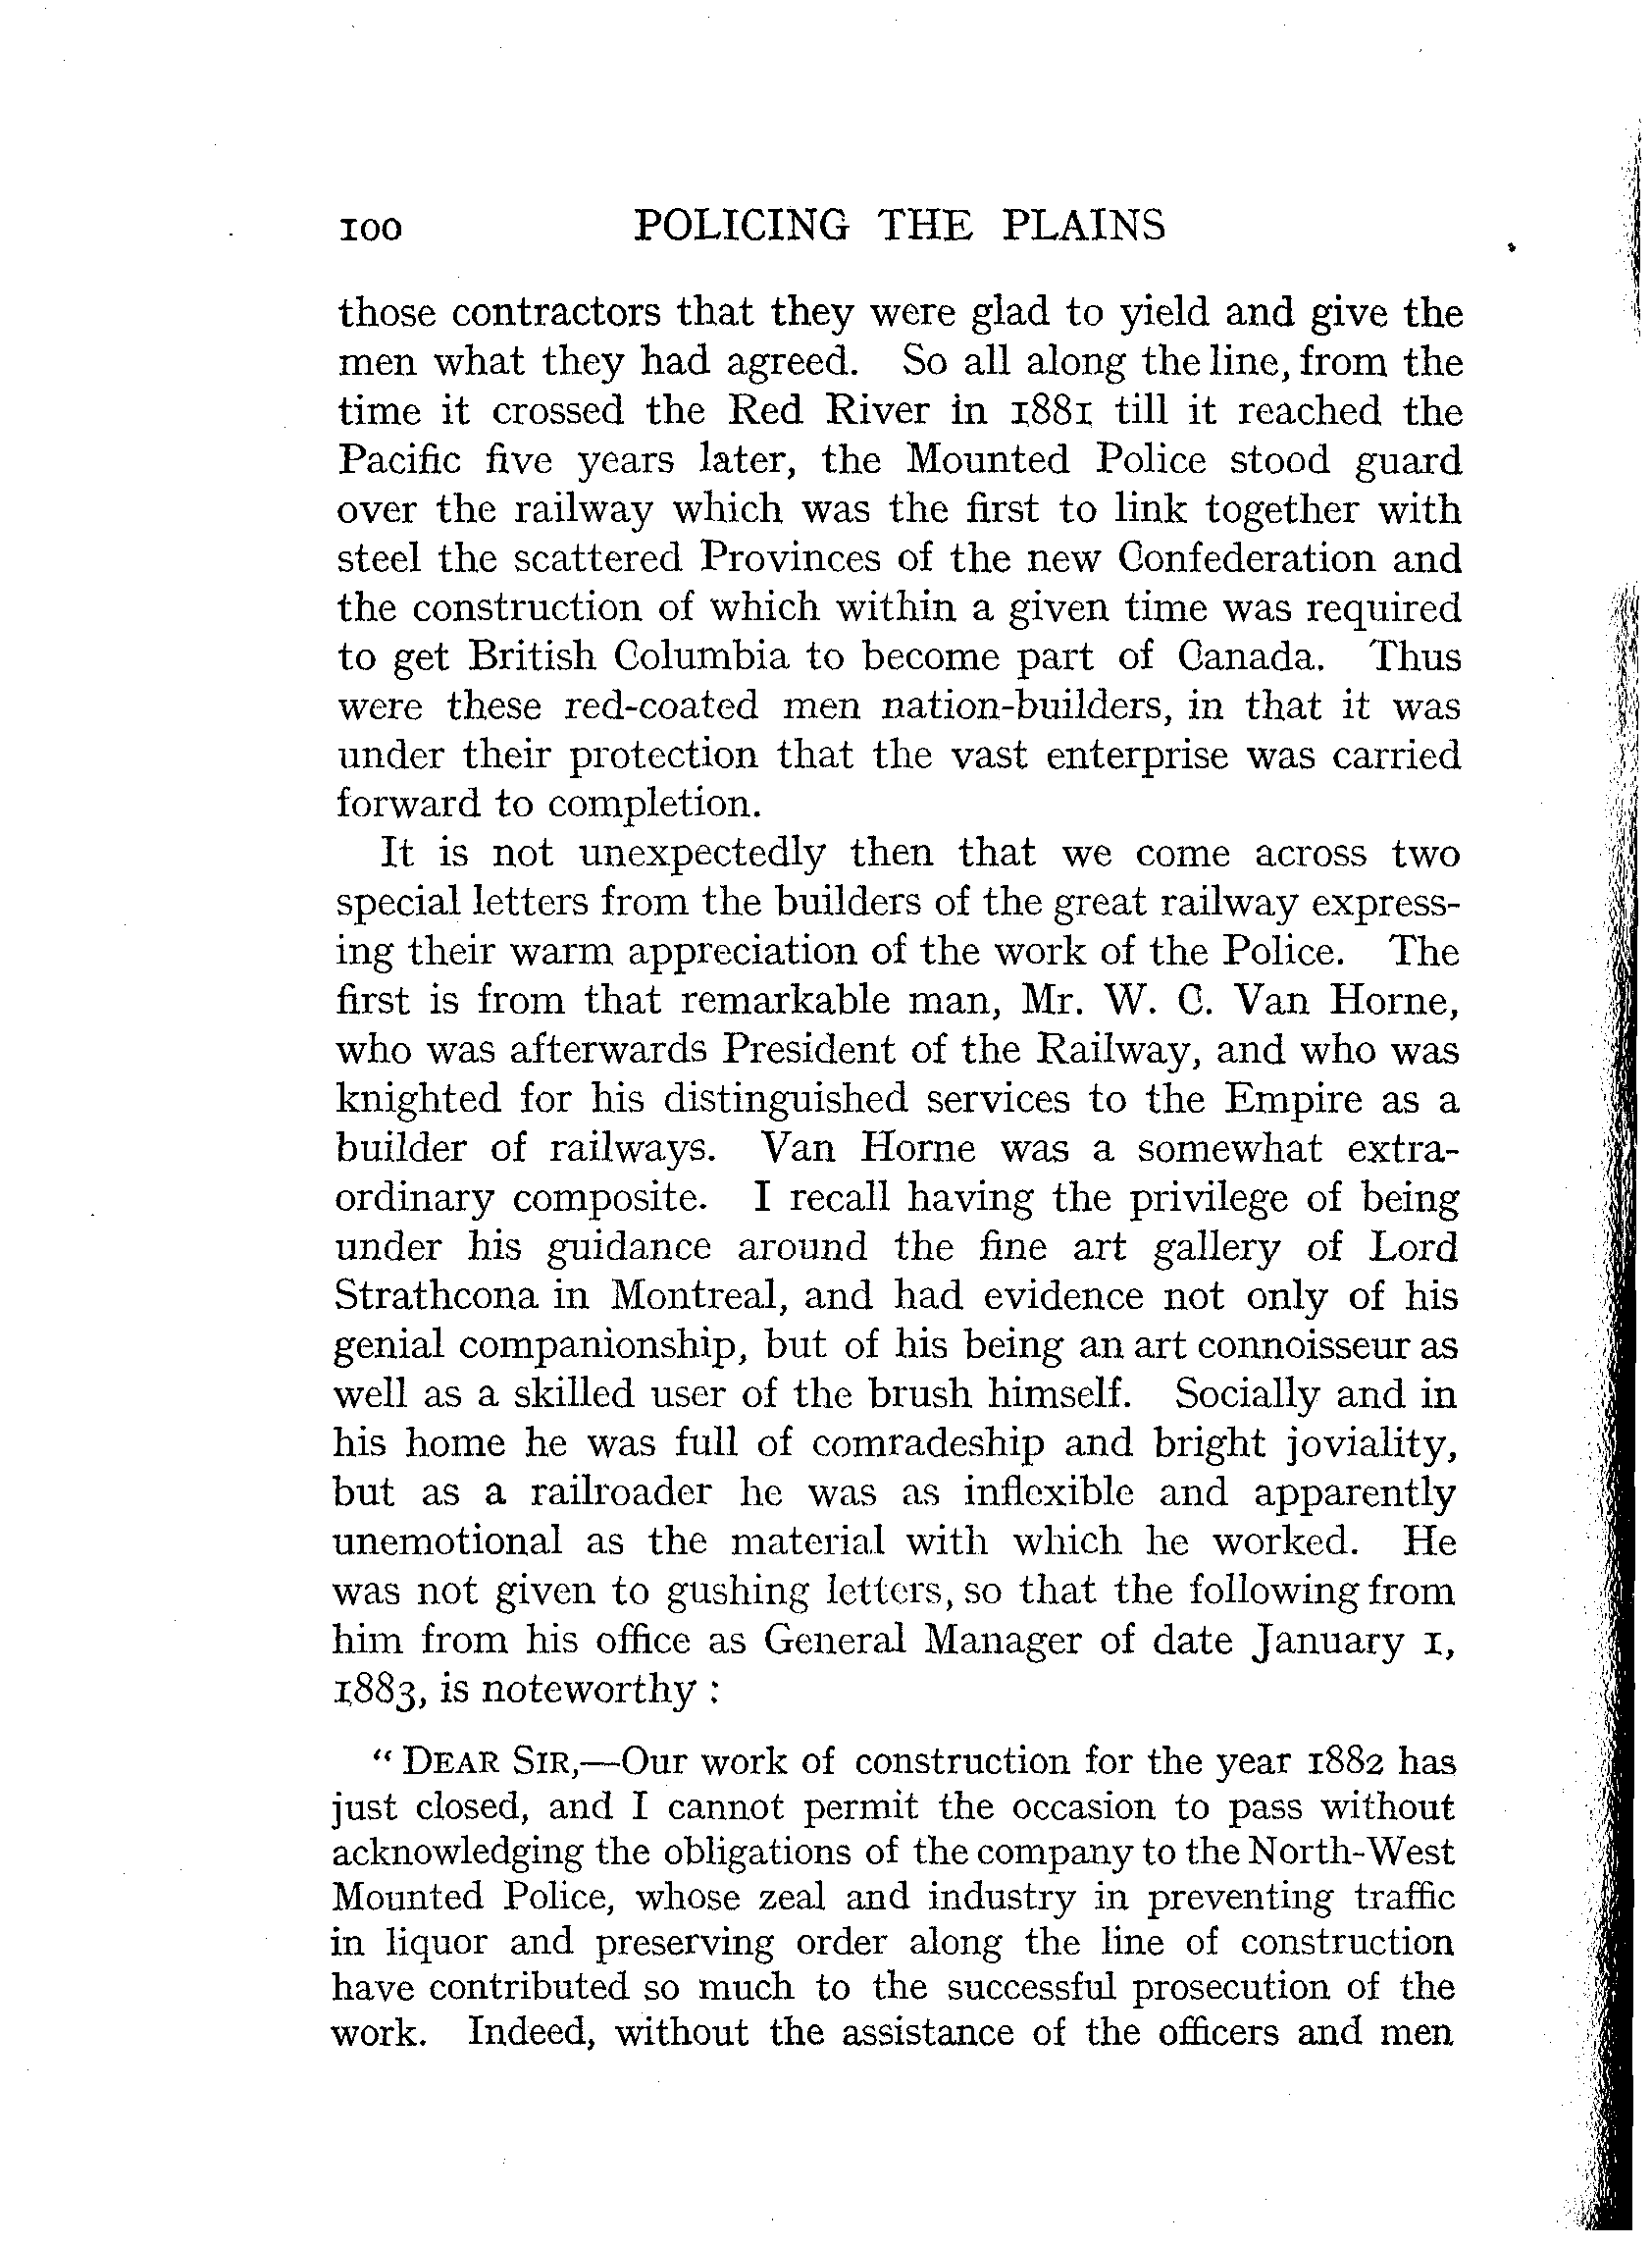 100 POLICING THE PLAINS
those contractors that they were glad to yield and give the
men what they had agreed. So all along the line, from the
time it crossed the Red River in 1881 till it reached the
Pacific five years later, the Mounted Police stood guard
over the railway which was the first to link together with
steel the scattered Provinces of the new Confederation and
the construction of which within a given time was required
to get British Columbia to become part of Canada. Thus
were these red-coated men nation-builders, in that it was
under their protection that the vast enterprise was carried
forward to completion.
It is not unexpectedly then that we come across two
special letters from the builders of the great railway express-
ing their warm appreciation of the work of the Police. The
first is from that remarkable man, Mr. W. C. Van Horne,
who was afterwards President of the Railway, and who was
knighted for his distinguished services to the Empire as a
builder of railways. Van Horne was a somewhat extra-
ordinary composite. I recall having the privilege of being
under his guidance around the fine art gallery of Lord
Strathcona in Montreal, and had evidence not only of his
genial companionship, but of his being an art connoisseur as
well as a skilled user of the brush himself. Socially and in
his home he was full of comradeship and bright joviality,
but as a railroader he was as inflexible and apparently
unemotional as the material with which he worked. He
was not given to gushing letters, so that the following from
him from his office as General Manager of date January 1,
1883, is noteworthy :
" DEAR SIR,—Our work of construction for the year 1882 has
just closed, and I cannot permit the occasion to pass without
acknowledging the obligations of the company to the North-West
Mounted Police, whose zeal and industry in preventing traffic
in liquor and preserving order along the line of construction
have contributed so much to the successful prosecution of the
work. Indeed, without the assistance of the officers and men